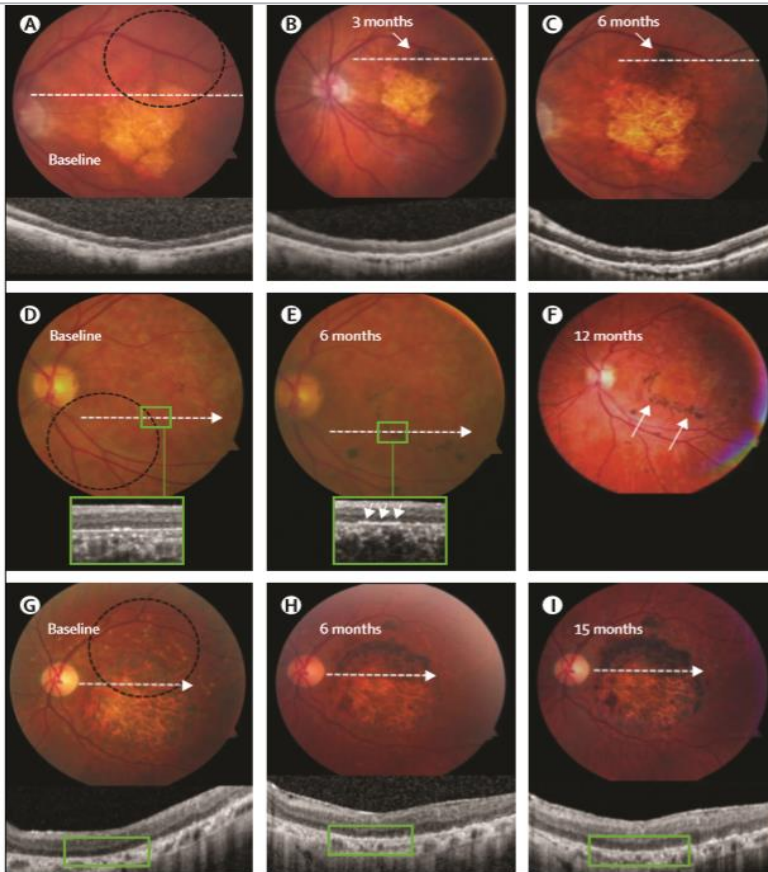 A
Baseline
B
3 months
C
6 months
D
Baseline
E
6 months
F
12 months
G
Baseline
H
6 months
I
15 months